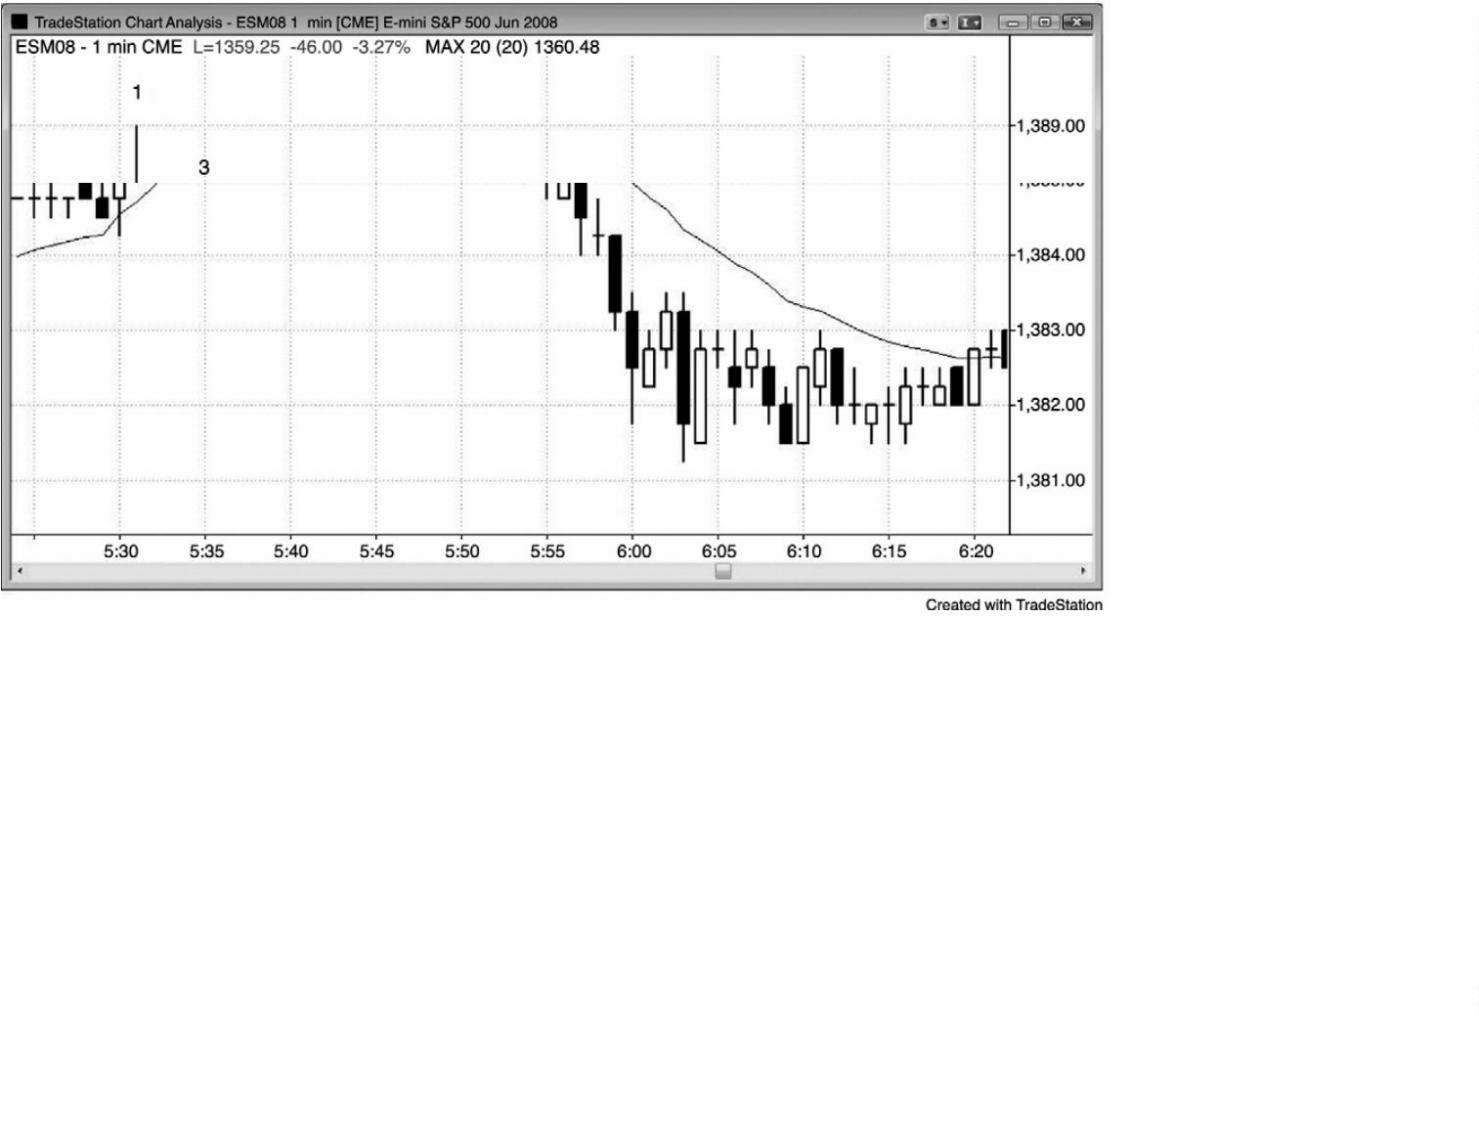 TradeStation Chart Analysis - ESM08 1 min [CME] E-mini S&P 500 Jun 2008
ESM08 - 1 min CME L=1359.25 -46.00 -3.27% MAX 20 (20) 1360.48
1
1,389.00
3
1,384.00
1,383.00
1,382.00
1,381.00
5:30 5:35 5:40 5:45 5:50 5:55 6:00 6:05 6:10 6:15 6:20
Created with TradeStation